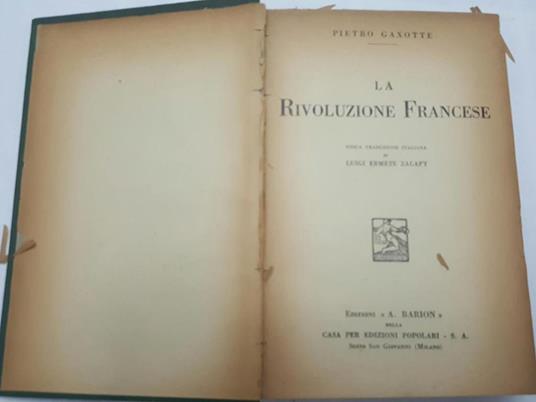 PIETRO GAXOTTE
LA
RIVOLUZIONE FRANCESE
UNICA TRADUZIONE ITALIANA
DI
LUIGI ERMETE ZALAPY
EDIZIONI « A. BARION »
DELLA
CASA PER EDIZIONI POPOLARI - S. A.
SESTO SAN GIOVANNI (MILANO)